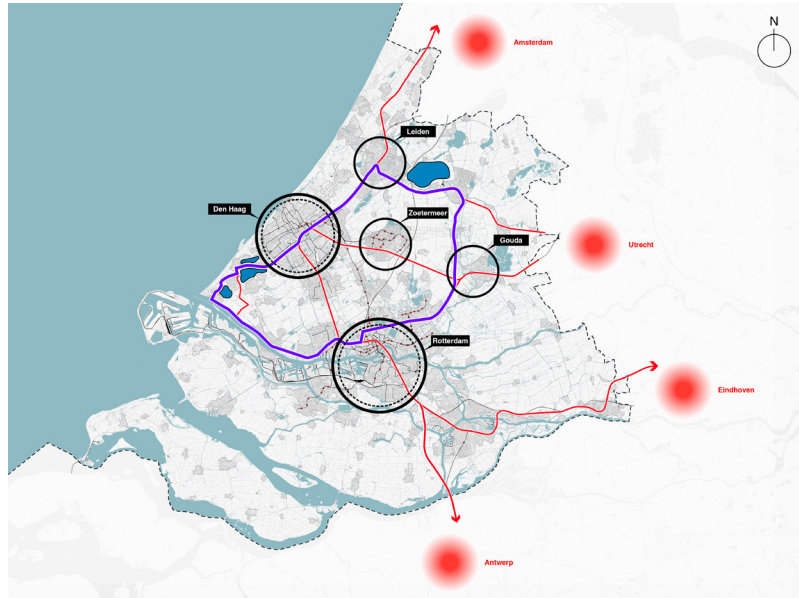 N
Amsterdam
Leiden
Den Haag
Zoetermeer
Gouda
Utrecht
Rotterdam
Eindhoven
Antwerp